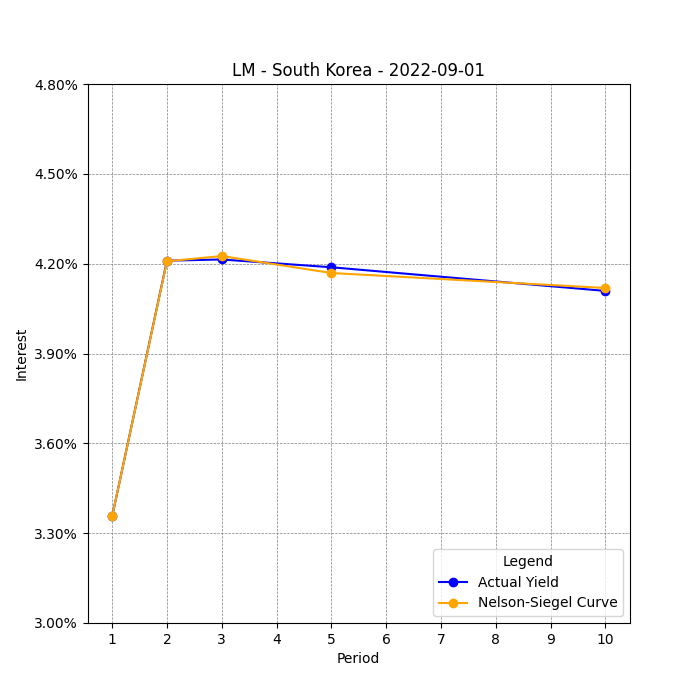 LM - South Korea - 2022-09-01
4.80%
4.50%
4.20%
3.90%
3.60%
3.30%
3.00%
Interest
1 2 3 4 5 6 7 8 9 10
Period
Legend
Actual Yield
Nelson-Siegel Curve